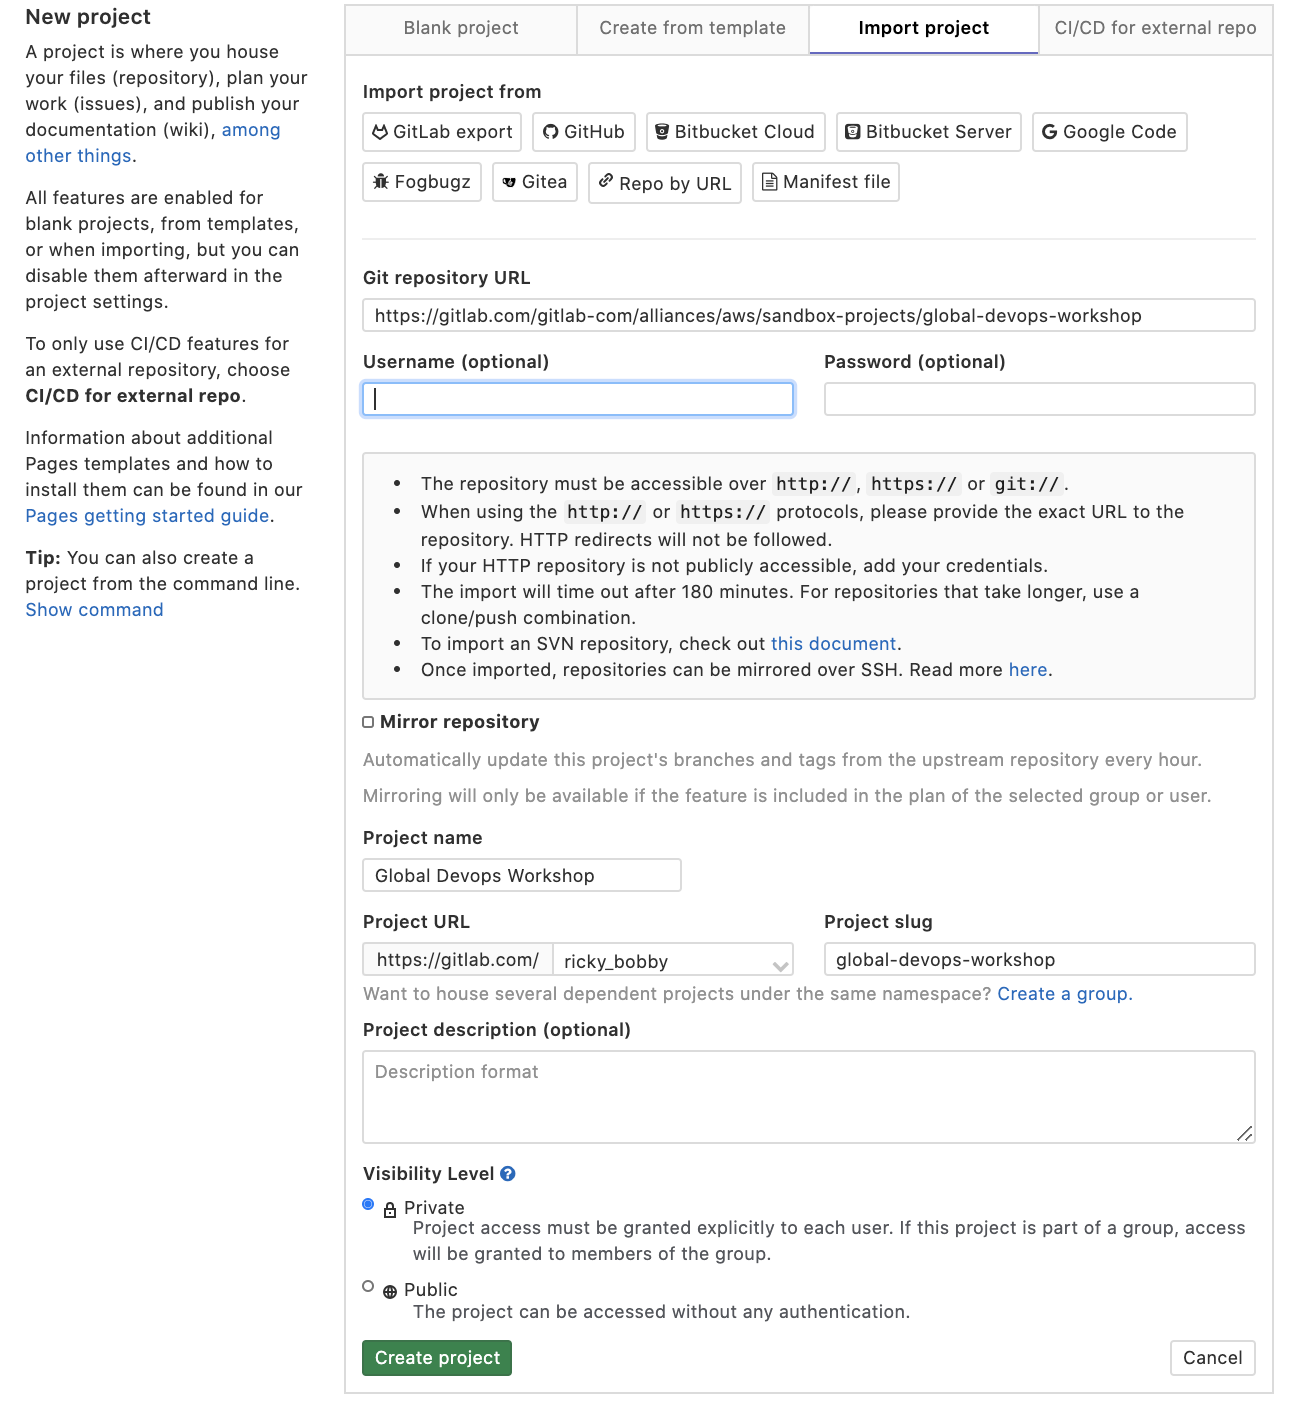 New project
A project is where you house
your files (repository), plan your
work (issues), and publish your
documentation (wiki), among
other things.
All features are enabled for
blank projects, from templates,
or when importing, but you can
disable them afterward in the
project settings.
To only use CI/CD features for
an external repository, choose
CI/CD for external repo.
Information about additional
Pages templates and how to
install them can be found in our
Pages getting started guide.
Tip: You can also create a
project from the command line.
Show command
Blank project Create from template Import project CI/CD for external repo
Import project from
GitLab export GitHub Bitbucket Cloud Bitbucket Server Google Code
Fogbugz Gitea Repo by URL Manifest file
Git repository URL
https://gitlab.com/gitlab-com/alliances/aws/sandbox-projects/global-devops-workshop
Username (optional) Password (optional)
• The repository must be accessible over http://, https:// or git://.
• When using the http:// or https:// protocols, please provide the exact URL to the
repository. HTTP redirects will not be followed.
• If your HTTP repository is not publicly accessible, add your credentials.
• The import will time out after 180 minutes. For repositories that take longer, use a
clone/push combination.
• To import an SVN repository, check out this document.
• Once imported, repositories can be mirrored over SSH. Read more here.
Mirror repository
Automatically update this project's branches and tags from the upstream repository every hour.
Mirroring will only be available if the feature is included in the plan of the selected group or user.
Project name
Global Devops Workshop
Project URL Project slug
https://gitlab.com/ ricky_bobby global-devops-workshop
Want to house several dependent projects under the same namespace? Create a group.
Project description (optional)
Description format
Visibility Level ?
Private
Project access must be granted explicitly to each user. If this project is part of a group, access
will be granted to members of the group.
Public
The project can be accessed without any authentication.
Create project Cancel